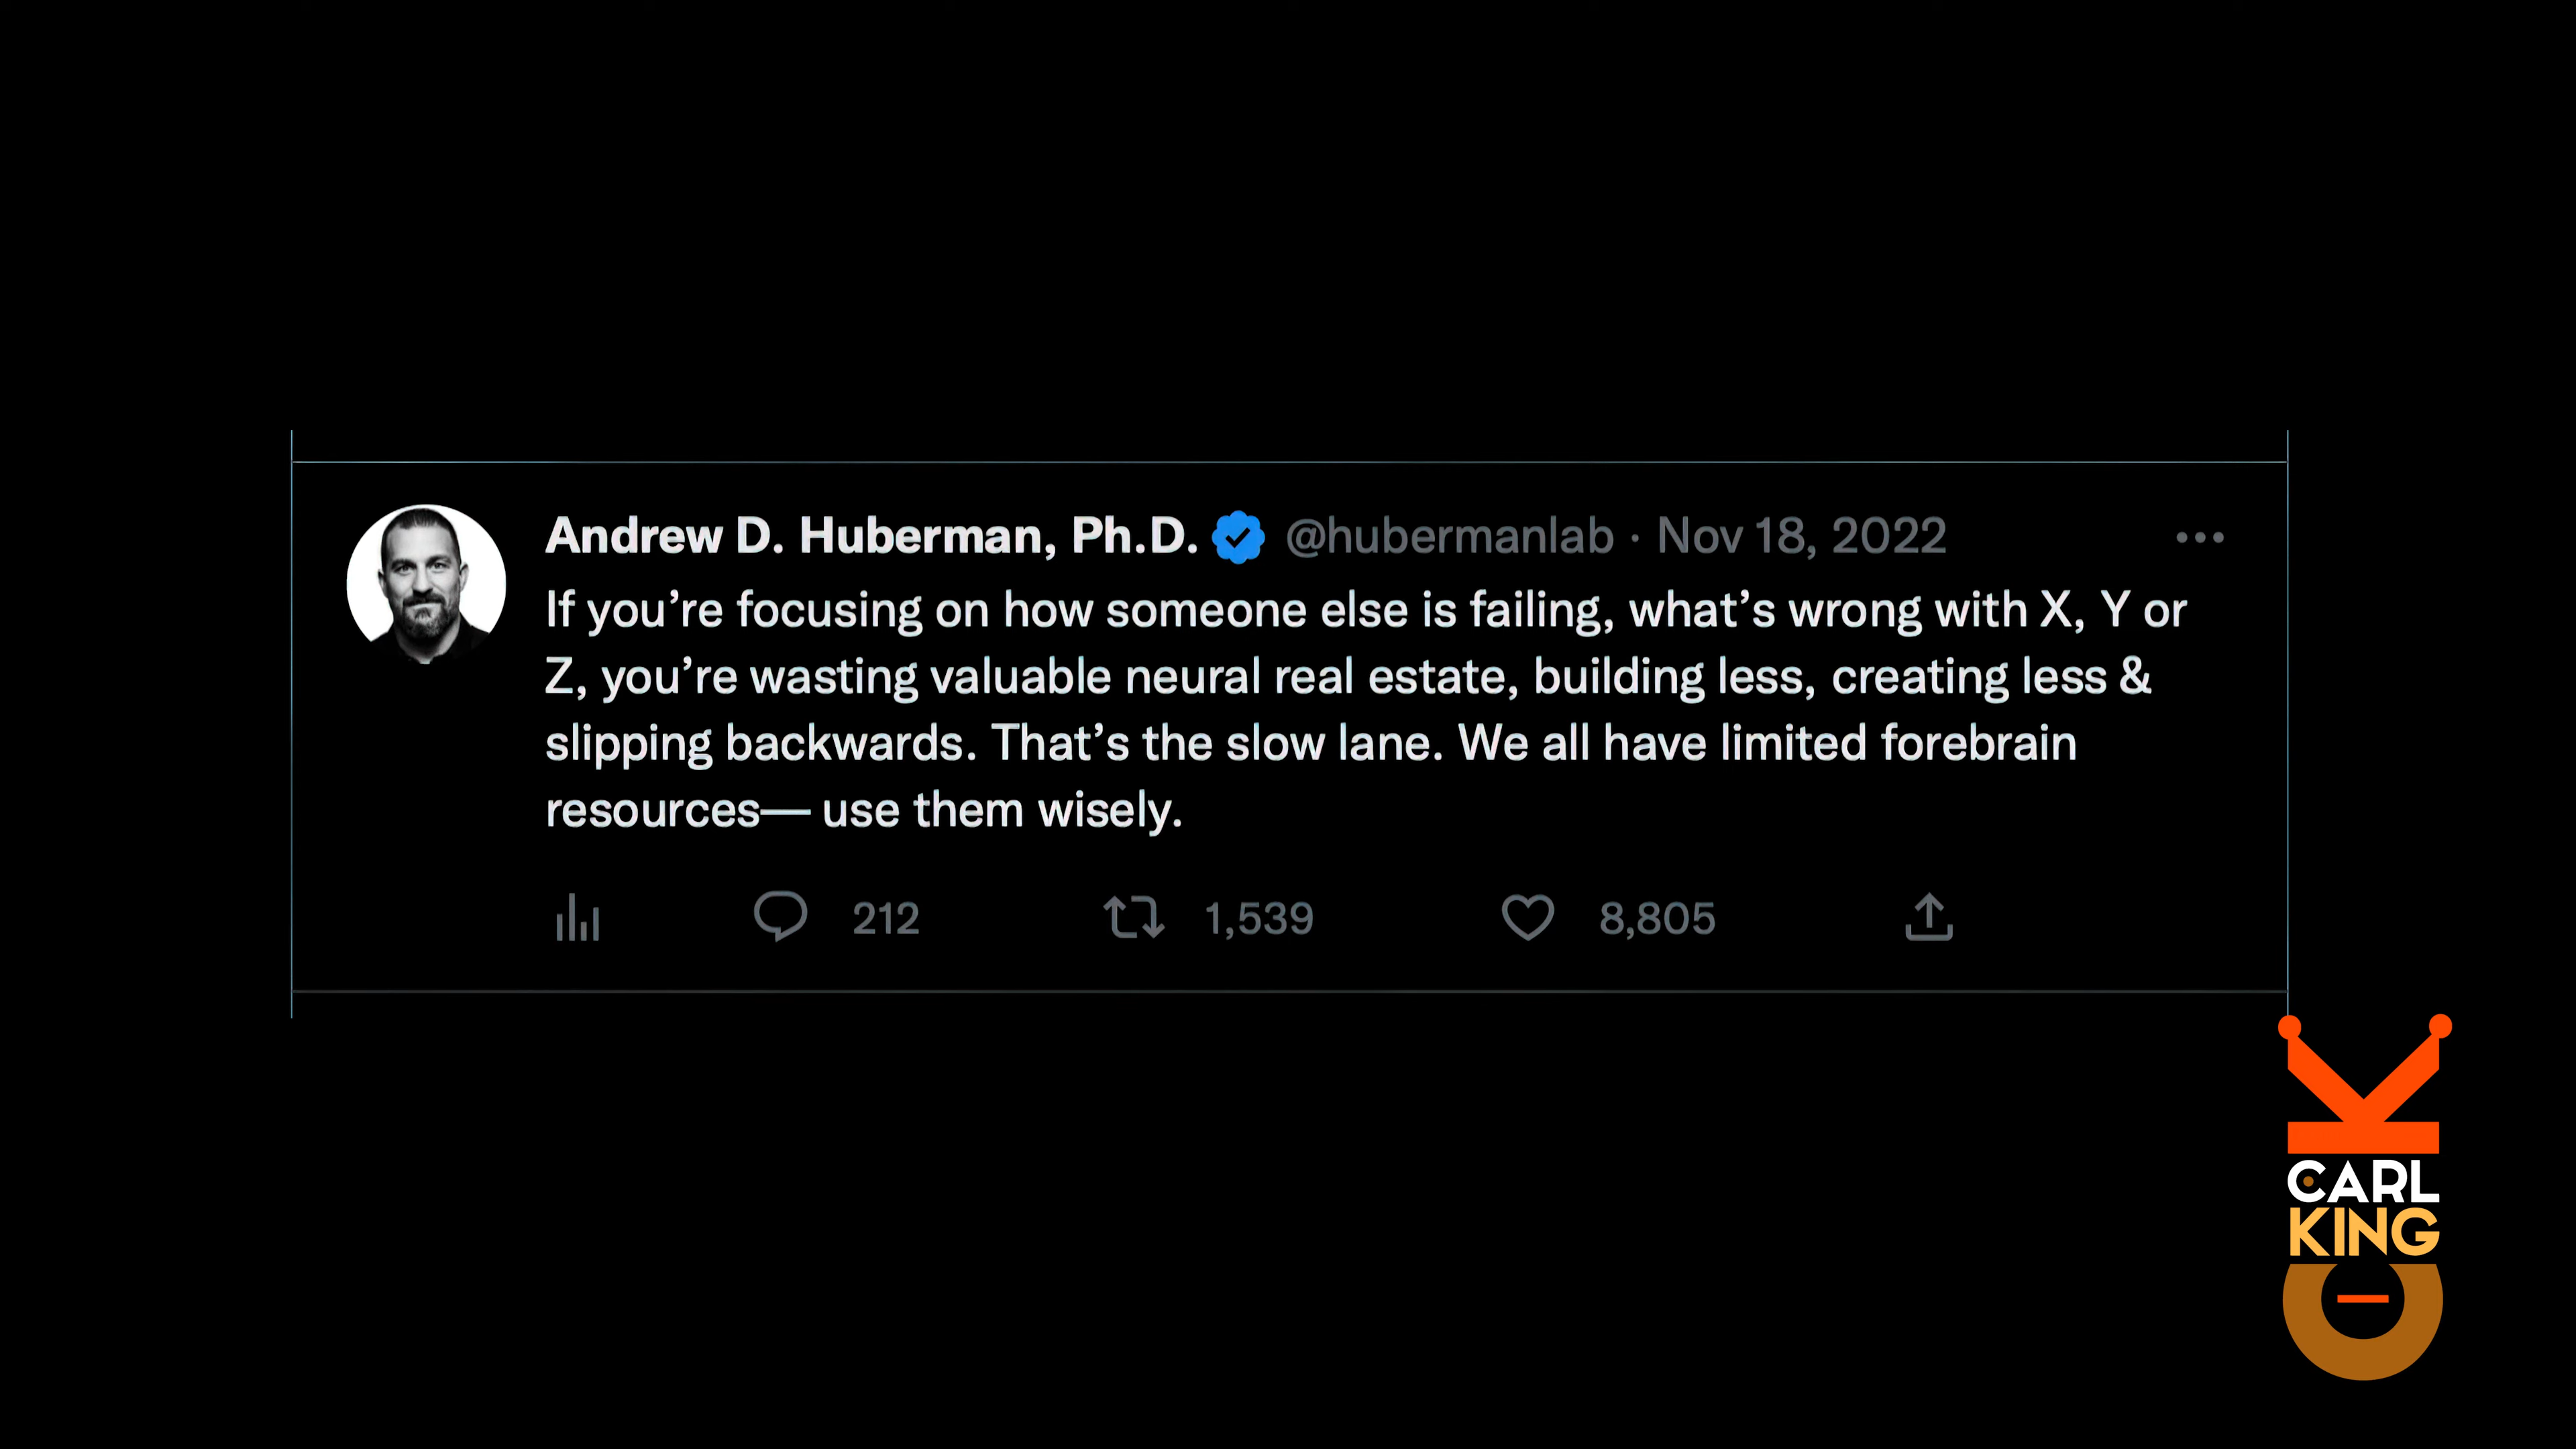 Andrew D. Huberman, Ph.D. @hubermanlab · Nov 18, 2022
If you’re focusing on how someone else is failing, what’s wrong with X, Y or
Z, you’re wasting valuable neural real estate, building less, creating less &
slipping backwards. That’s the slow lane. We all have limited forebrain
resources— use them wisely.
212 1,539 8,805
CARL
KING